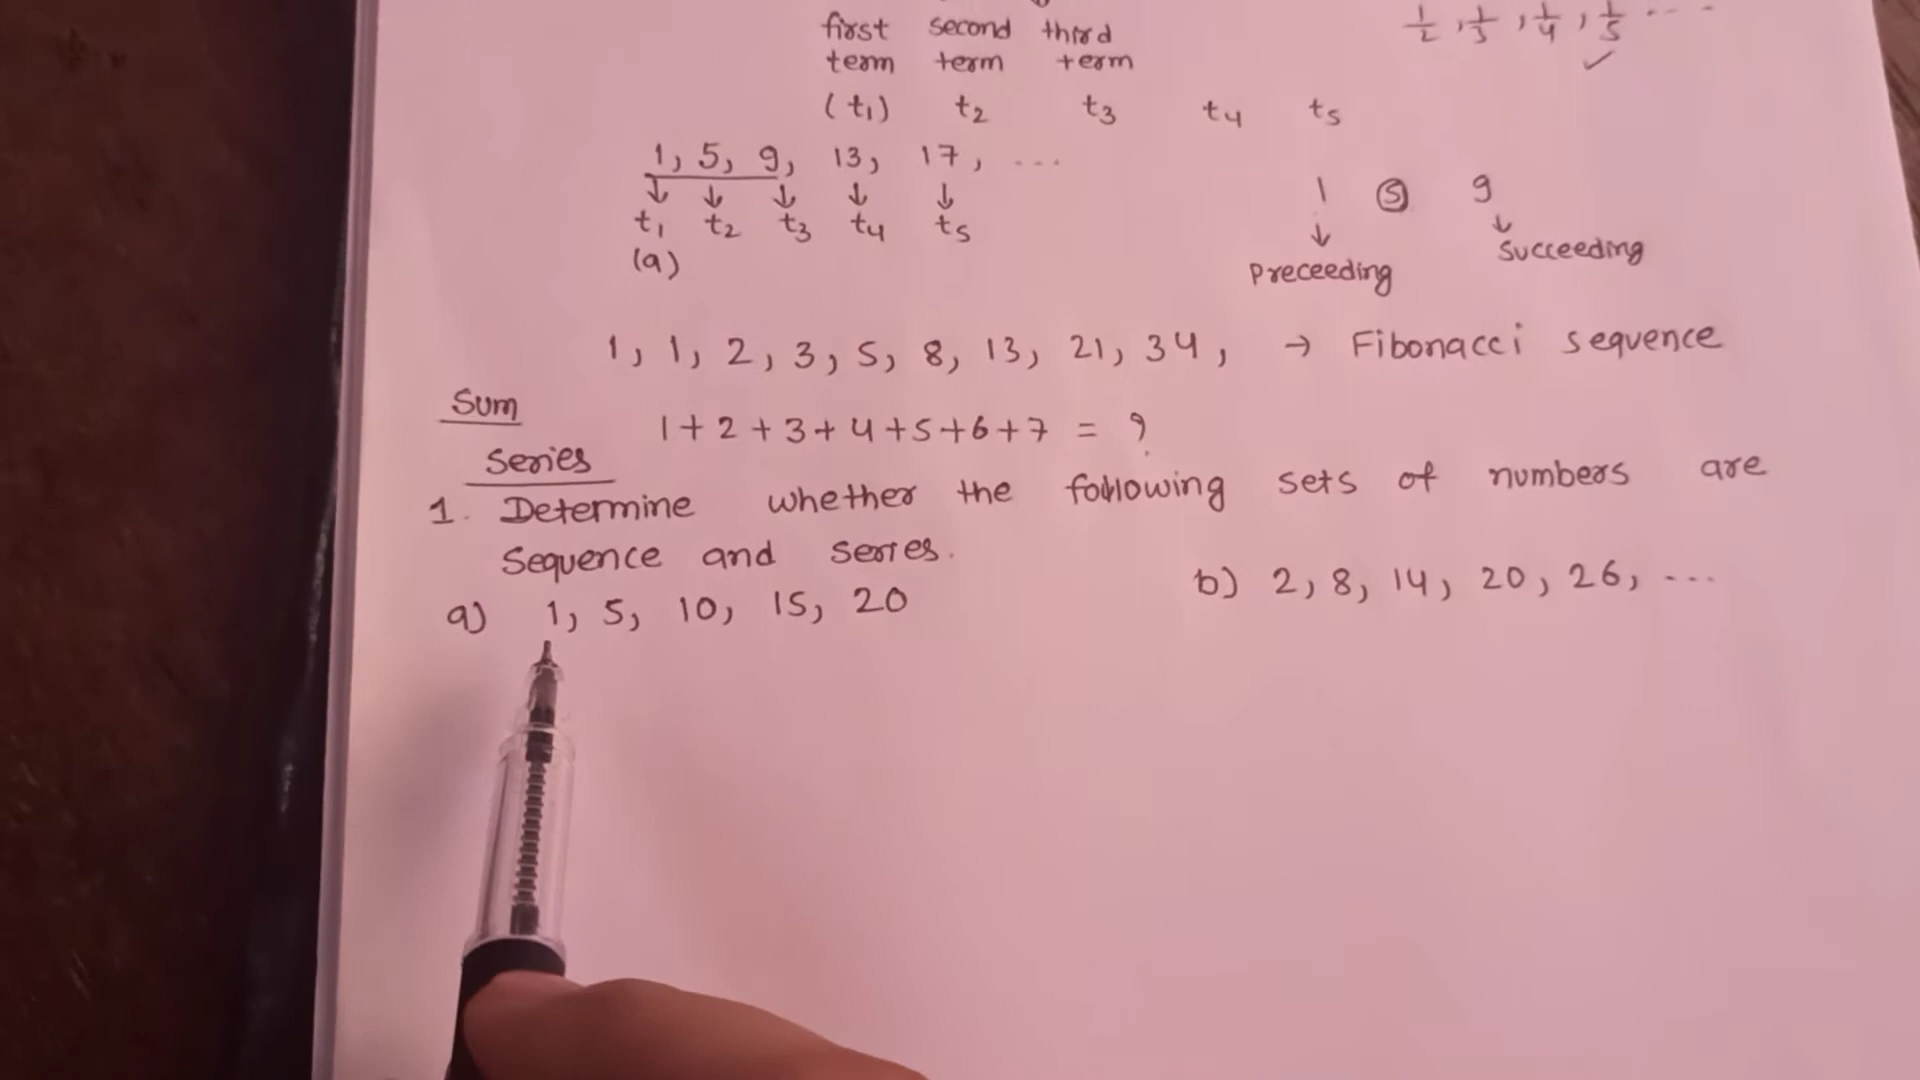 first second third
term term term
1/2, 1/3, 1/4, 1/5 ...
(t1) t2 t3 t4 t5
1, 5, 9, 13, 17, ...
t1 t2 t3 t4 t5
(a)
1 5 9
Preceeding Succeeding
1, 1, 2, 3, 5, 8, 13, 21, 34, → Fibonacci sequence
Sum
1+2+3+4+5+6+7 = ?
Series
1. Determine whether the following sets of numbers are
Sequence and series.
a) 1, 5, 10, 15, 20
b) 2, 8, 14, 20, 26, ...